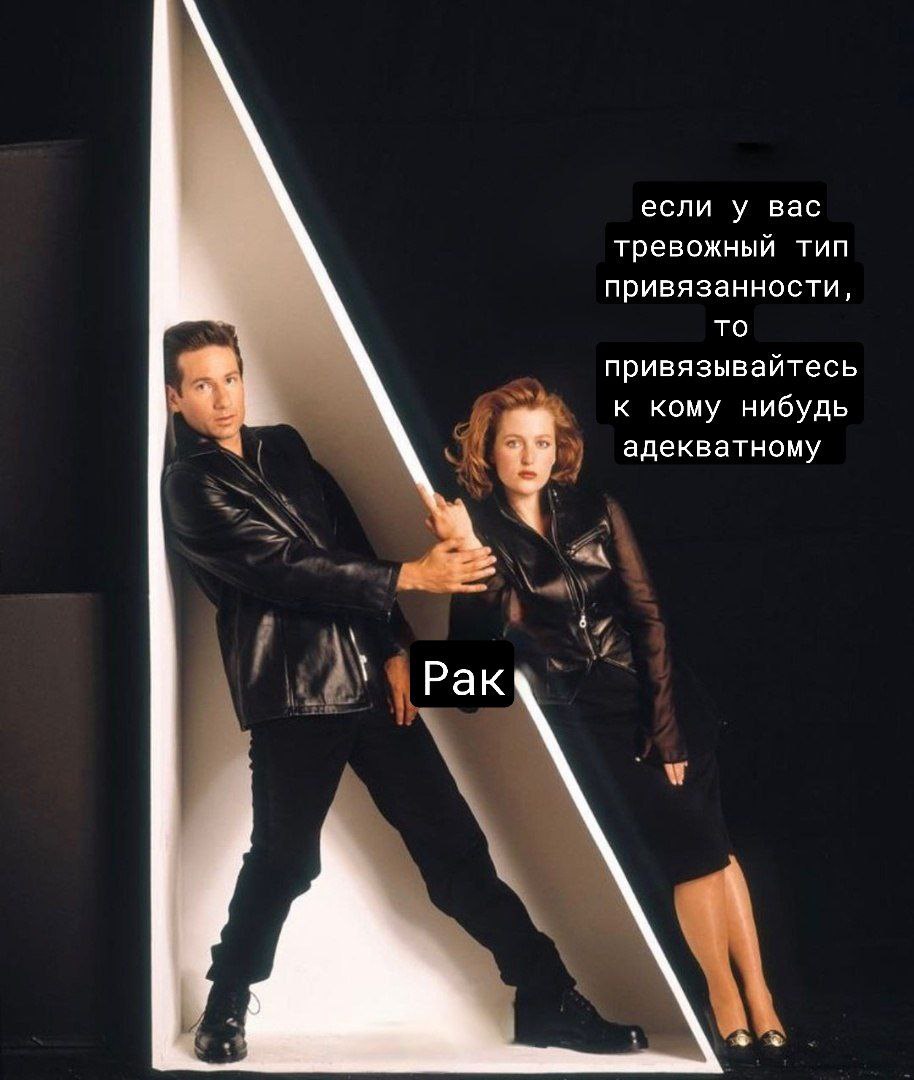 если у вас
тревожный тип
привязанности,
то
привязывайтесь
к кому нибудь
адекватному
Рак